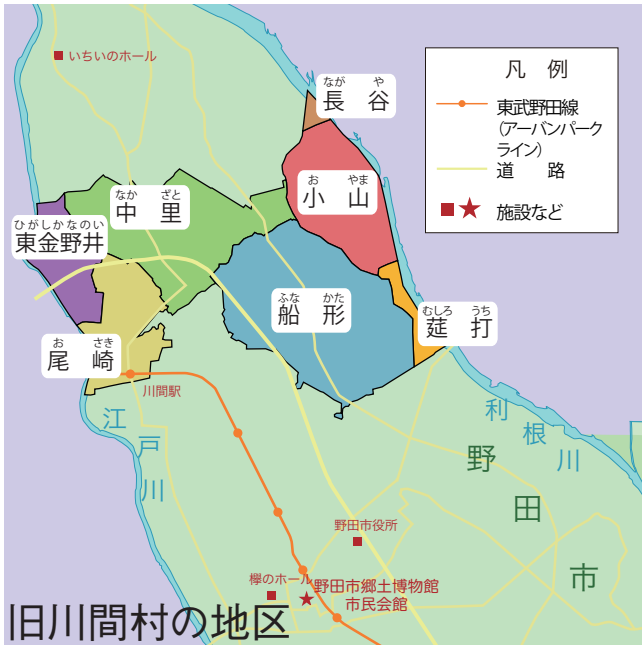 いちいのホール
凡 例
東武野田線
(アーバンパーク
ライン)
道 路
施設など
なが や
長 谷
お やま
小 山
なか ざと
中 里
ひがしかなのい
東金野井
ふな かた
船 形
むしろ うち
莚 打
お さき
尾 崎
川間駅
江戸川
利根川
野田市
野田市役所
欅のホール
野田市郷土博物館
市民会館
旧川間村の地区